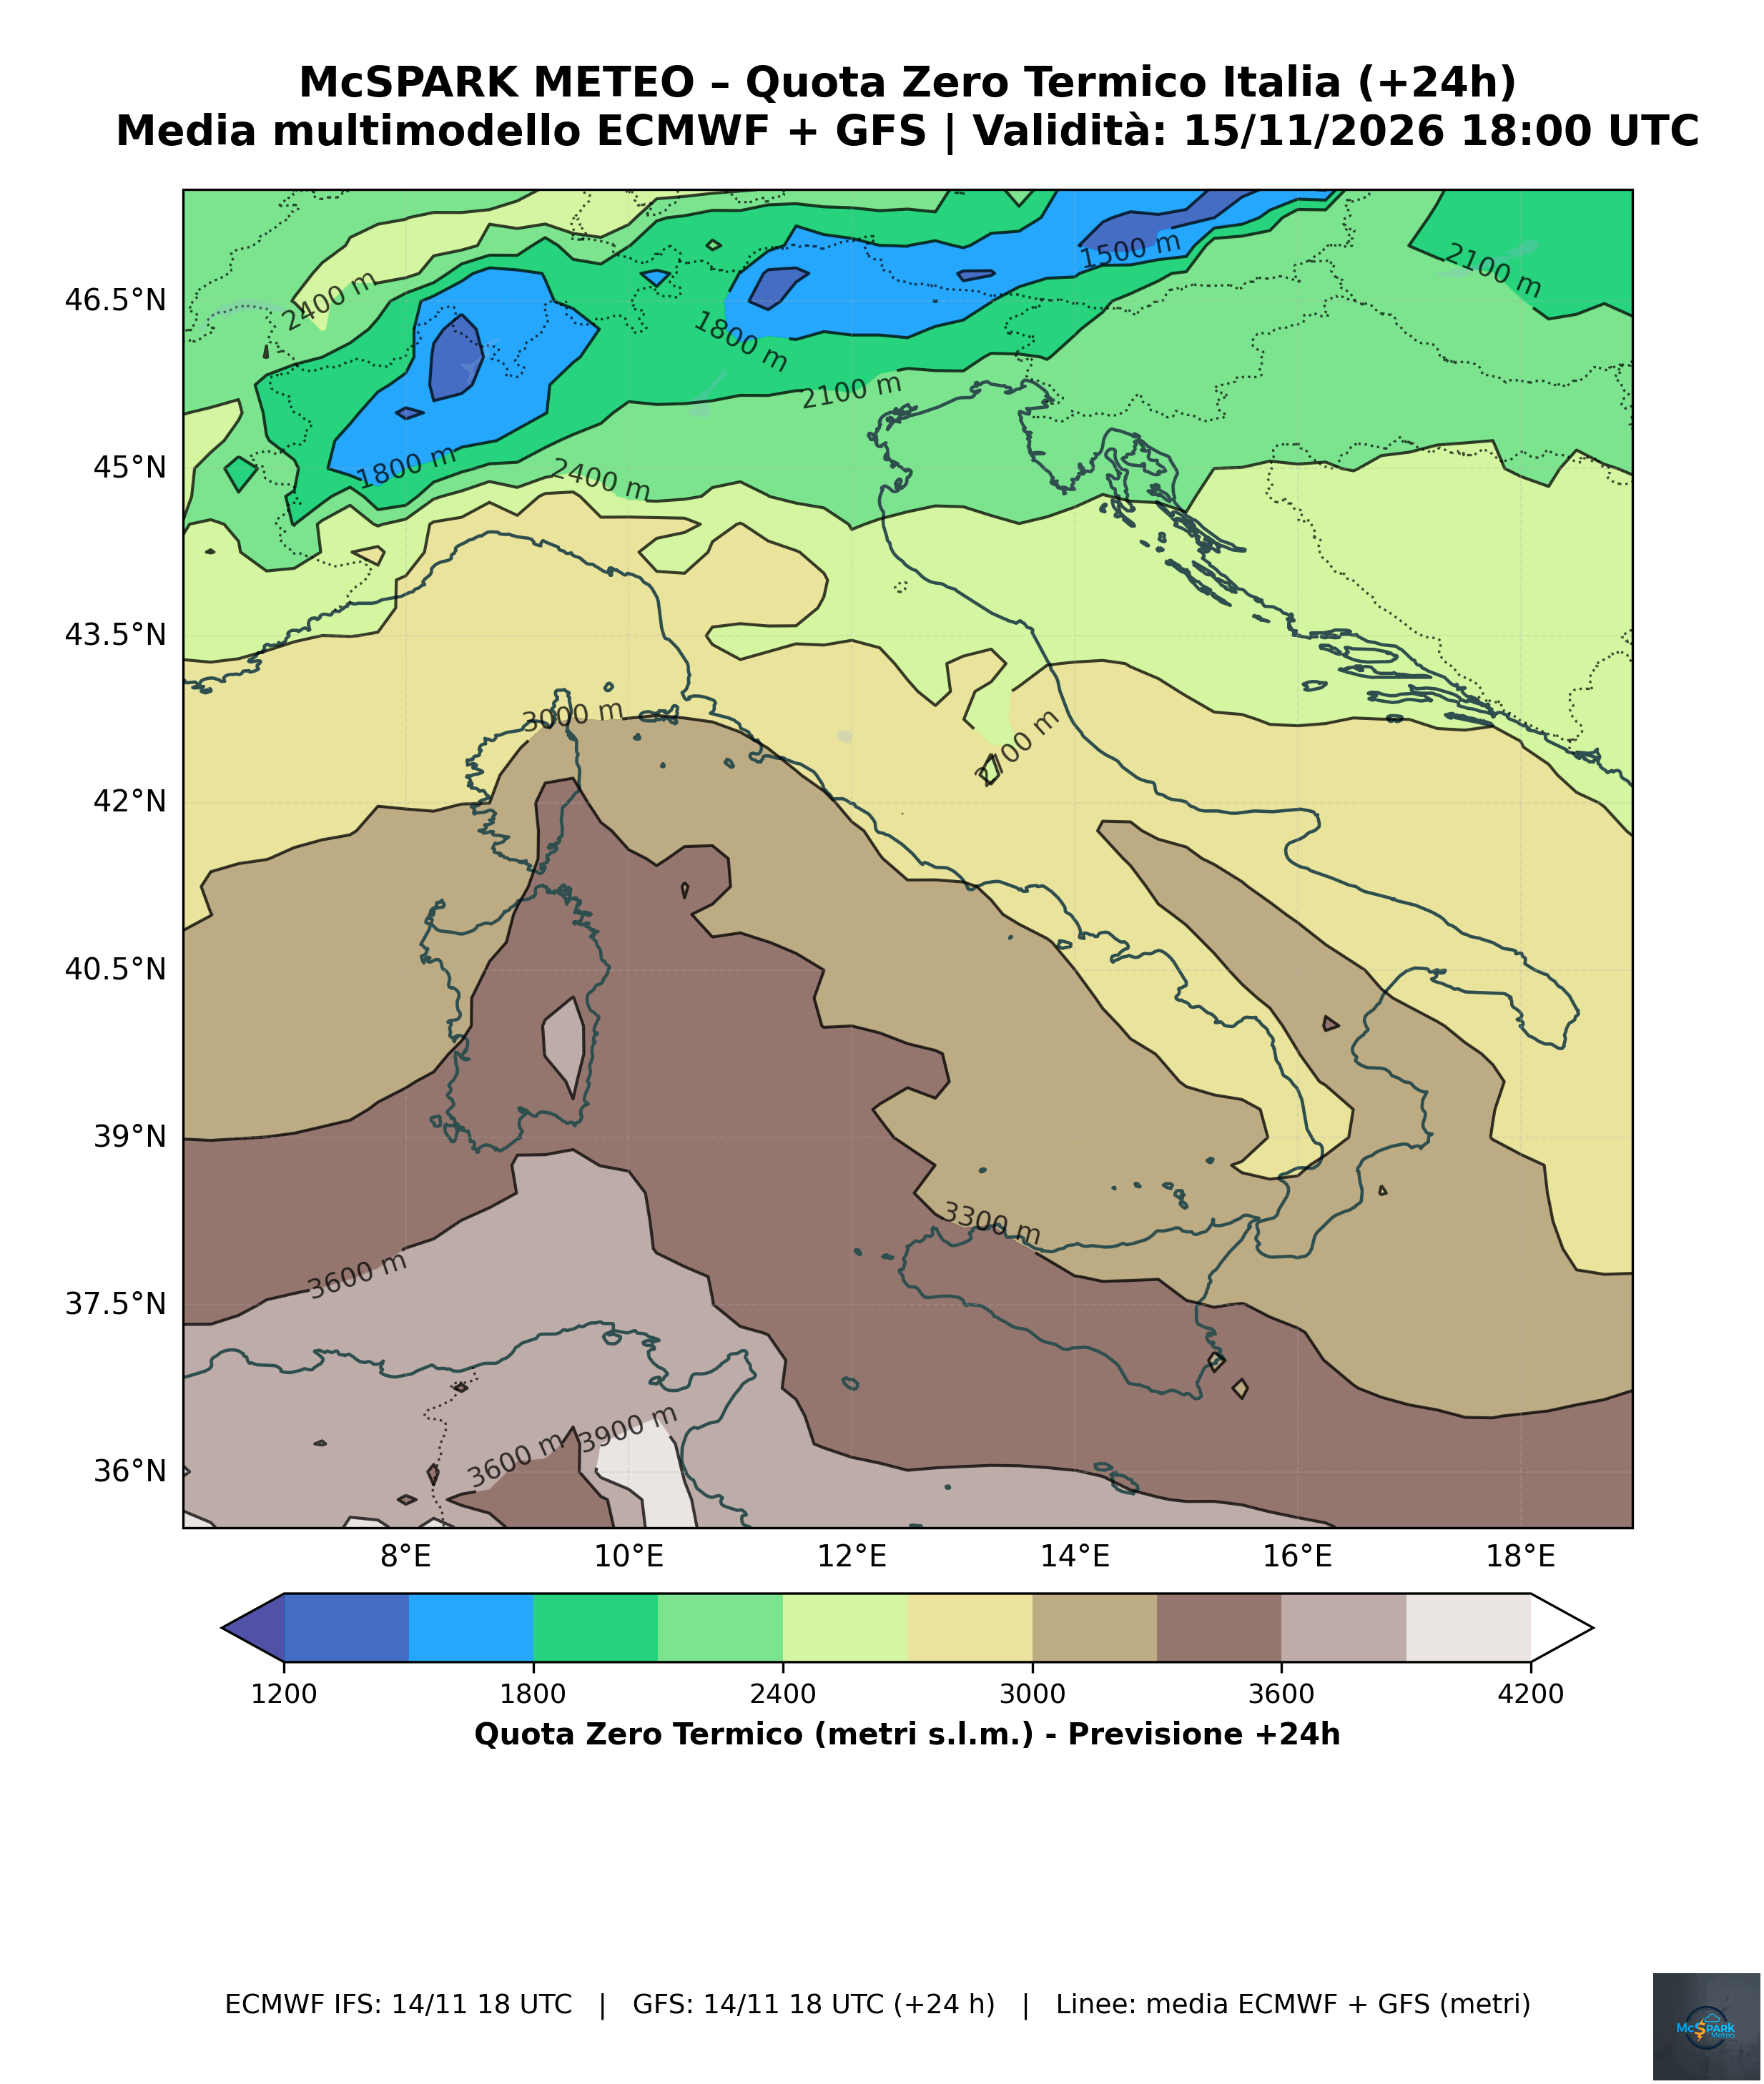 McSPARK METEO – Quota Zero Termico Italia (+24h)
Media multimodello ECMWF + GFS | Validità: 15/11/2026 18:00 UTC
1500 m
2100 m
2400 m
46.5°N
1800 m
2100 m
1800 m
2400 m
45°N
43.5°N
3000 m
2700 m
42°N
40.5°N
39°N
3300 m
3600 m
37.5°N
3900 m
3600 m
36°N
8°E 10°E 12°E 14°E 16°E 18°E
1200 1800 2400 3000 3600 4200
Quota Zero Termico (metri s.l.m.) - Previsione +24h
ECMWF IFS: 14/11 18 UTC | GFS: 14/11 18 UTC (+24 h) | Linee: media ECMWF + GFS (metri)
McSPARK
Meteo